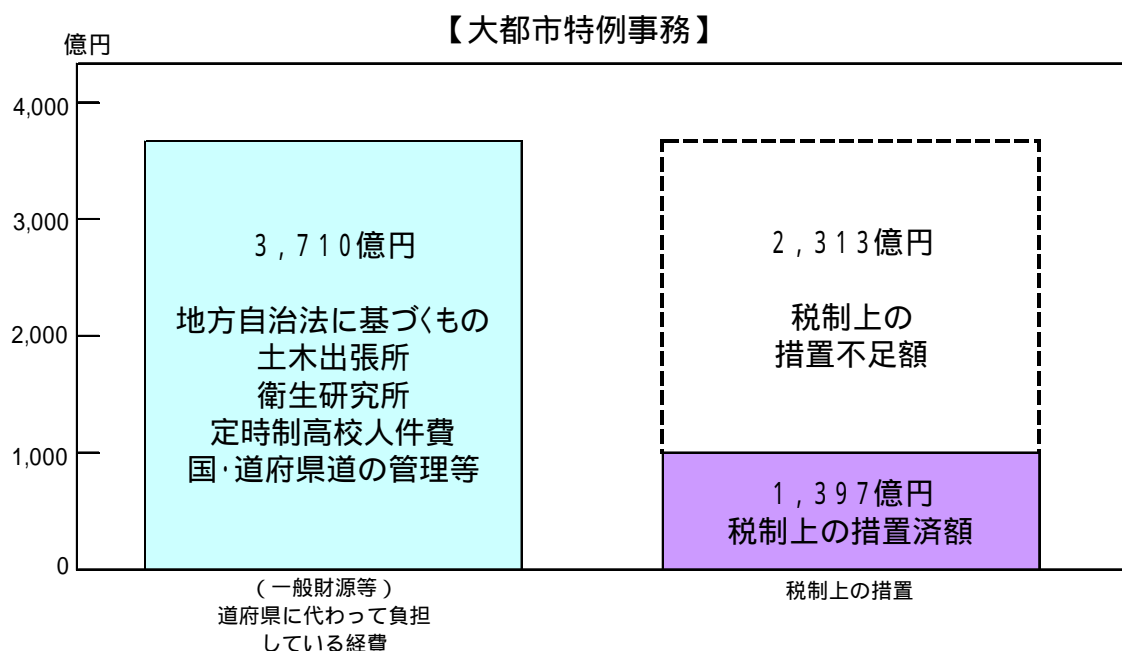 【大都市特例事務】
億円
4,000
3,000
2,000
1,000
0
3,710億円
地方自治法に基づくもの
土木出張所
衛生研究所
定時制高校人件費
国・道府県道の管理等
2,313億円
税制上の
措置不足額
1,397億円
税制上の措置済額
(一般財源等)
道府県に代わって負担
している経費
税制上の措置